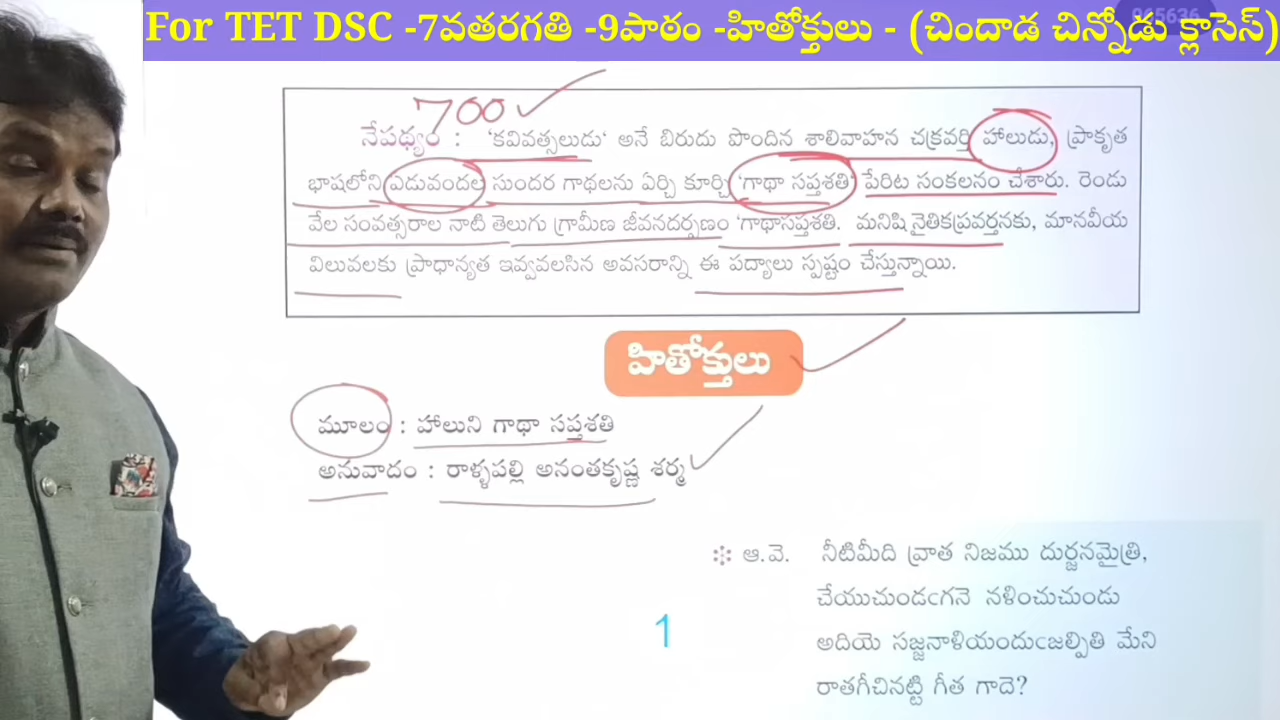 For TET DSC -7వతరగతి -9పాఠం -హితోక్తులు - (చిందాడ చిన్నోడు క్లాసెస్)
700
నేపథ్యం : 'కవివత్సలుడు' అనే బిరుదు పొందిన శాలివాహన చక్రవర్తి హాలుడు, ప్రాకృత
భాషలోని ఏడువందల సుందర గాథలను ఏర్చి కూర్చి 'గాథా సప్తశతి' పేరిట సంకలనం చేశారు. రెండు
వేల సంవత్సరాల నాటి తెలుగు గ్రామీణ జీవనదర్పణం 'గాథాసప్తశతి. మనిషి నైతికప్రవర్తనకు, మానవీయ
విలువలకు ప్రాధాన్యత ఇవ్వవలసిన అవసరాన్ని ఈ పద్యాలు స్పష్టం చేస్తున్నాయి.
హితోక్తులు
మూలం : హాలుని గాథా సప్తశతి
అనువాదం : రాళ్ళపల్లి అనంతకృష్ణ శర్మ
ఆ.వె. నీటిమీది వ్రాత నిజము దుర్జనమైత్రి,
చేయుచుండఁగనె నళించుచుండు
1
అదియె సజ్జనాళియందుఁజల్పితి మేని
రాతగీచినట్టి గీత గాదె?